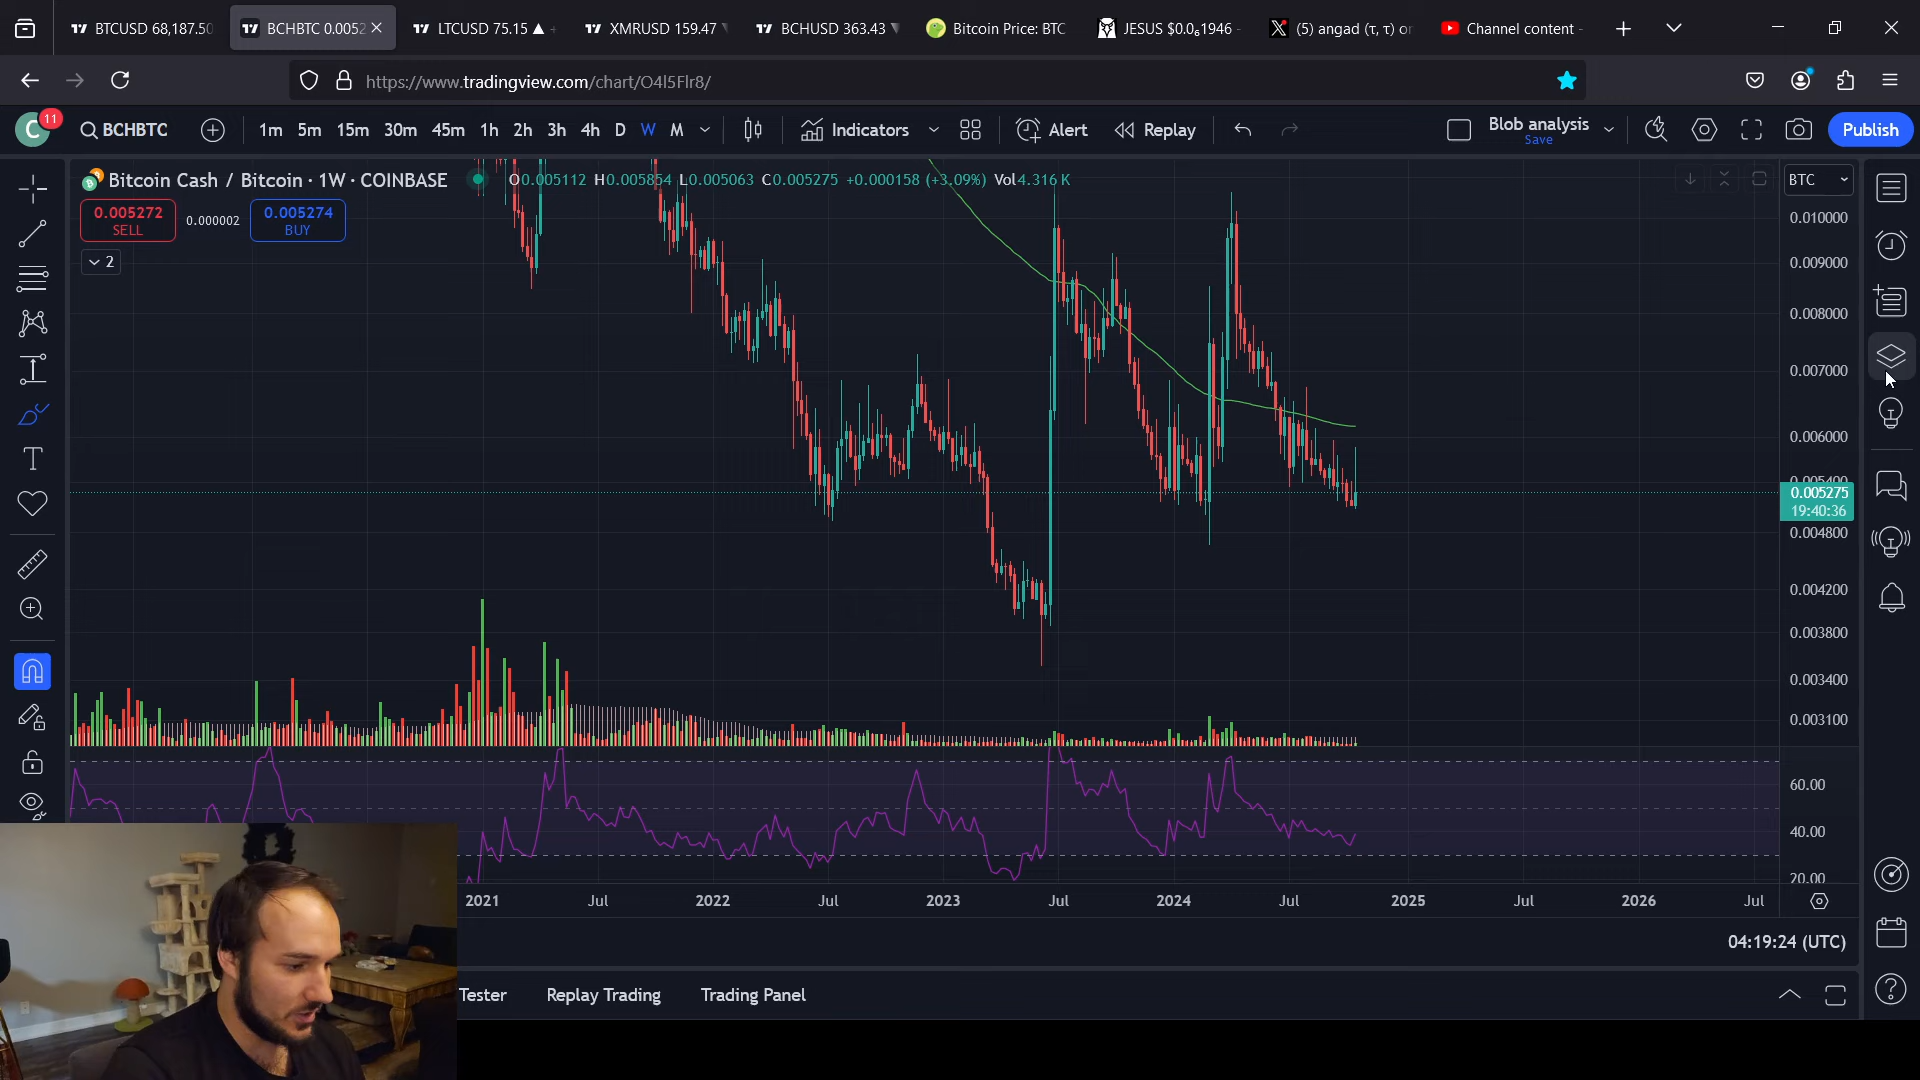 BTCUSD 68,187.50
BCHBTC 0.0052
LTCUSD 75.15 ▲ +
XMRUSD 159.47
BCHUSD 363.43
Bitcoin Price: BTC
JESUS $0.0₆1946 -
(5) angad (τ, τ) or
Channel content -
https://www.tradingview.com/chart/O4l5Flr8/
C
11
BCHBTC
1m 5m 15m 30m 45m 1h 2h 3h 4h D W M
Indicators
Alert
Replay
Blob analysis
Save
Publish
Bitcoin Cash / Bitcoin · 1W · COINBASE
O0.005112 H0.005854 L0.005063 C0.005275 +0.000158 (+3.09%) Vol4.316 K
BTC
0.005272
SELL
0.000002
0.005274
BUY
2
0.010000
0.009000
0.008000
0.007000
0.006000
0.005400
0.005275
19:40:36
0.004800
0.004200
0.003800
0.003400
0.003100
60.00
40.00
20.00
2021 Jul 2022 Jul 2023 Jul 2024 Jul 2025 Jul 2026 Jul
04:19:24 (UTC)
Tester
Replay Trading
Trading Panel